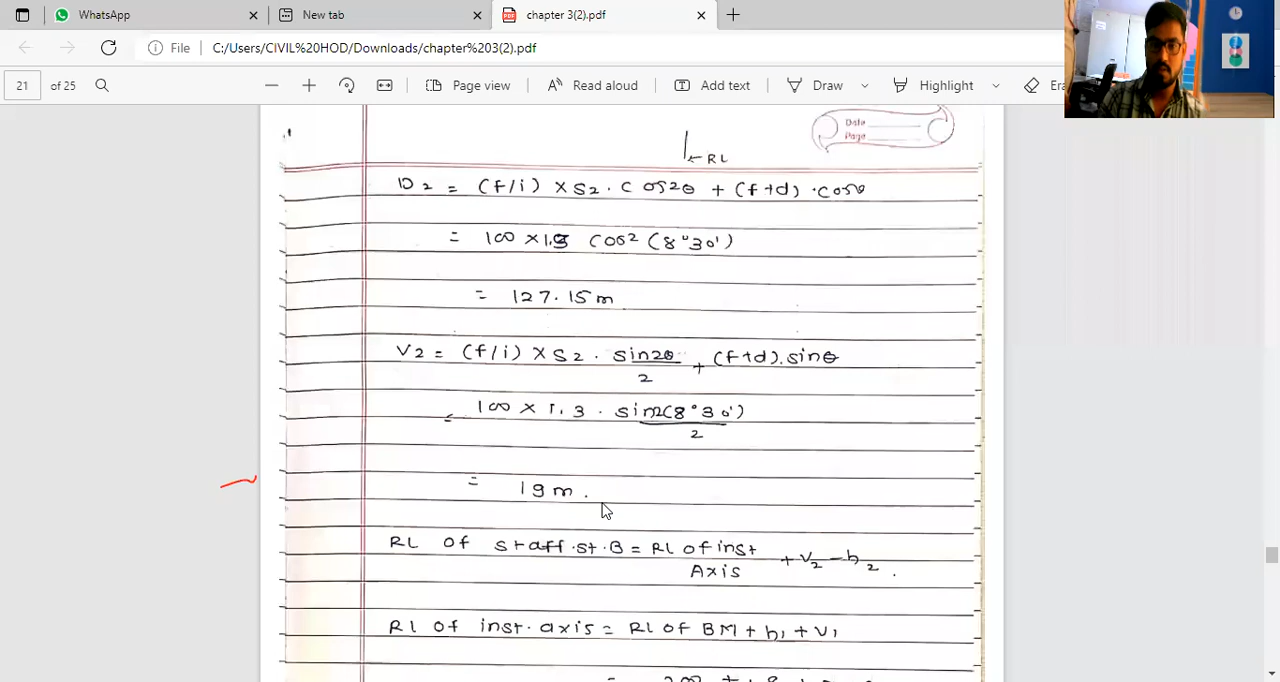 WhatsApp
New tab
chapter 3(2).pdf
File C:/Users/CIVIL%20HOD/Downloads/chapter%203(2).pdf
21 of 25 Page view Read aloud Add text Draw Highlight Era
Date
Page
RL
D2 = (f/i) × S2 . Cos2θ + (f+d) .cosθ
= 100 × 1.3 Cos² (8°30')
= 127.15m
V2 = (f/i) × S2 . sin2θ/2 + (f+d).sinθ
= 100 × 1.3 . sin2(8°30')/2
= 19m.
RL of staff.st.B = RL of inst Axis + V2 - h2.
RL of inst.axis = RL of BM + h1 + V1